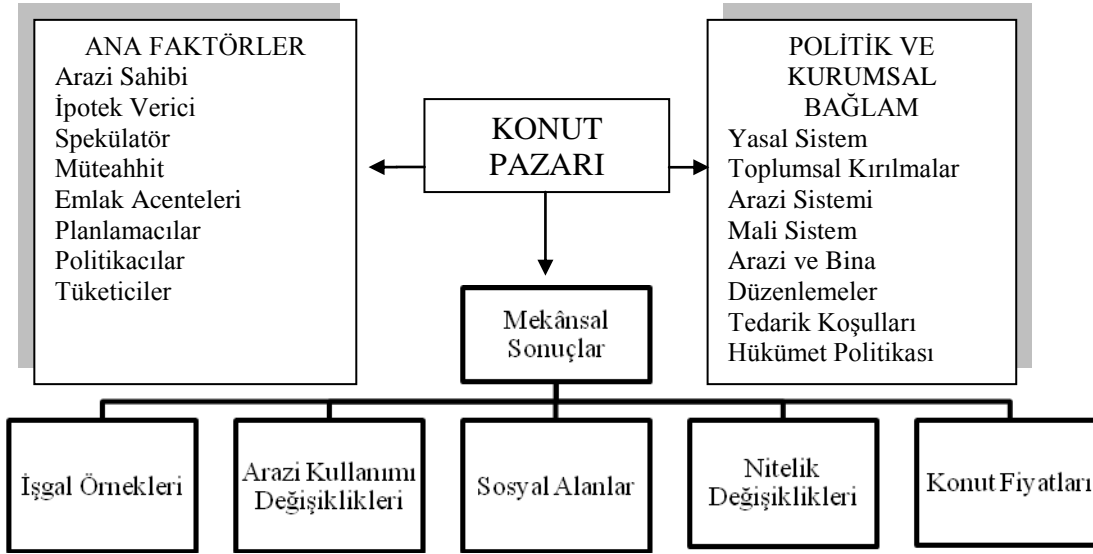 ANA FAKTÖRLER
Arazi Sahibi
İpotek Verici
Spekülatör
Müteahhit
Emlak Acenteleri
Planlamacılar
Politikacılar
Tüketiciler
KONUT
PAZARI
POLİTİK VE
KURUMSAL
BAĞLAM
Yasal Sistem
Toplumsal Kırılmalar
Arazi Sistemi
Mali Sistem
Arazi ve Bina
Düzenlemeler
Tedarik Koşulları
Hükümet Politikası
Mekânsal
Sonuçlar
İşgal Örnekleri
Arazi Kullanımı
Değişiklikleri
Sosyal Alanlar
Nitelik
Değişiklikleri
Konut Fiyatları